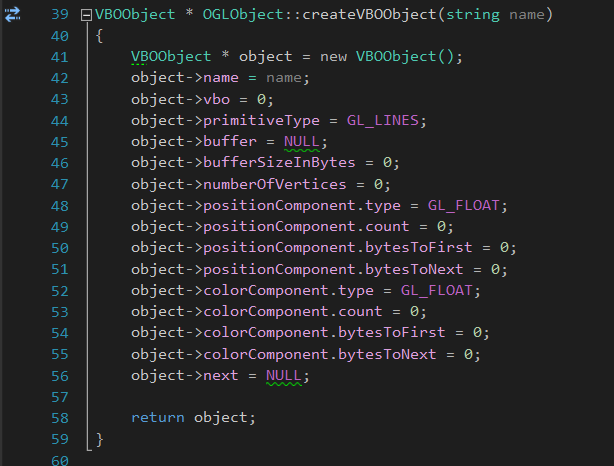 39 VBOObject * OGLObject::createVBOObject(string name)
40 {
41     VBOObject * object = new VBOObject();
42     object->name = name;
43     object->vbo = 0;
44     object->primitiveType = GL_LINES;
45     object->buffer = NULL;
46     object->bufferSizeInBytes = 0;
47     object->numberOfVertices = 0;
48     object->positionComponent.type = GL_FLOAT;
49     object->positionComponent.count = 0;
50     object->positionComponent.bytesToFirst = 0;
51     object->positionComponent.bytesToNext = 0;
52     object->colorComponent.type = GL_FLOAT;
53     object->colorComponent.count = 0;
54     object->colorComponent.bytesToFirst = 0;
55     object->colorComponent.bytesToNext = 0;
56     object->next = NULL;
57
58     return object;
59 }
60